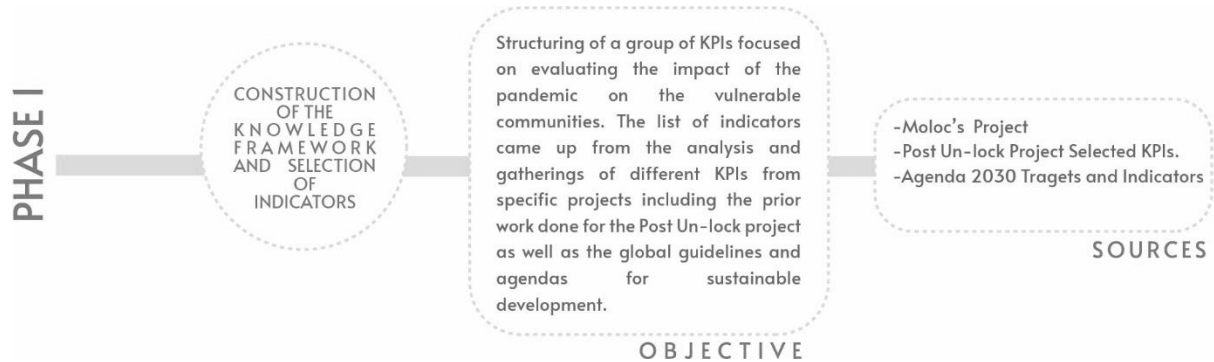 PHASE I
CONSTRUCTION
OF THE
KNOWLEDGE
FRAMEWORK
AND SELECTION
OF
INDICATORS
Structuring of a group of KPIs focused
on evaluating the impact of the
pandemic on the vulnerable
communities. The list of indicators
came up from the analysis and
gatherings of different KPIs from
specific projects including the prior
work done for the Post Un-lock project
as well as the global guidelines and
agendas for sustainable
development.
OBJECTIVE
-Moloc's Project
-Post Un-lock Project Selected KPIs.
-Agenda 2030 Tragets and Indicators
SOURCES